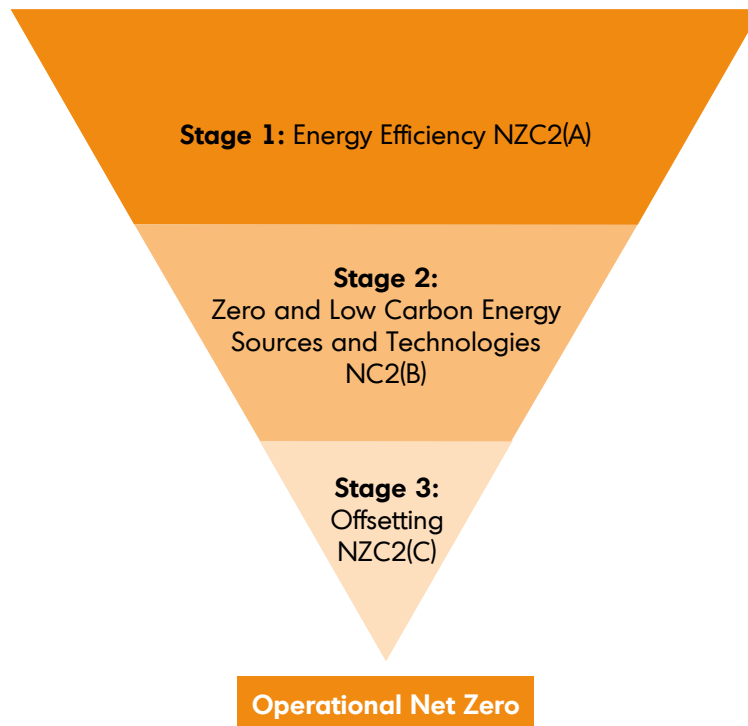 Stage 1: Energy Efficiency NZC2(A)
Stage 2:
Zero and Low Carbon Energy
Sources and Technologies
NC2(B)
Stage 3:
Offsetting
NZC2(C)
Operational Net Zero